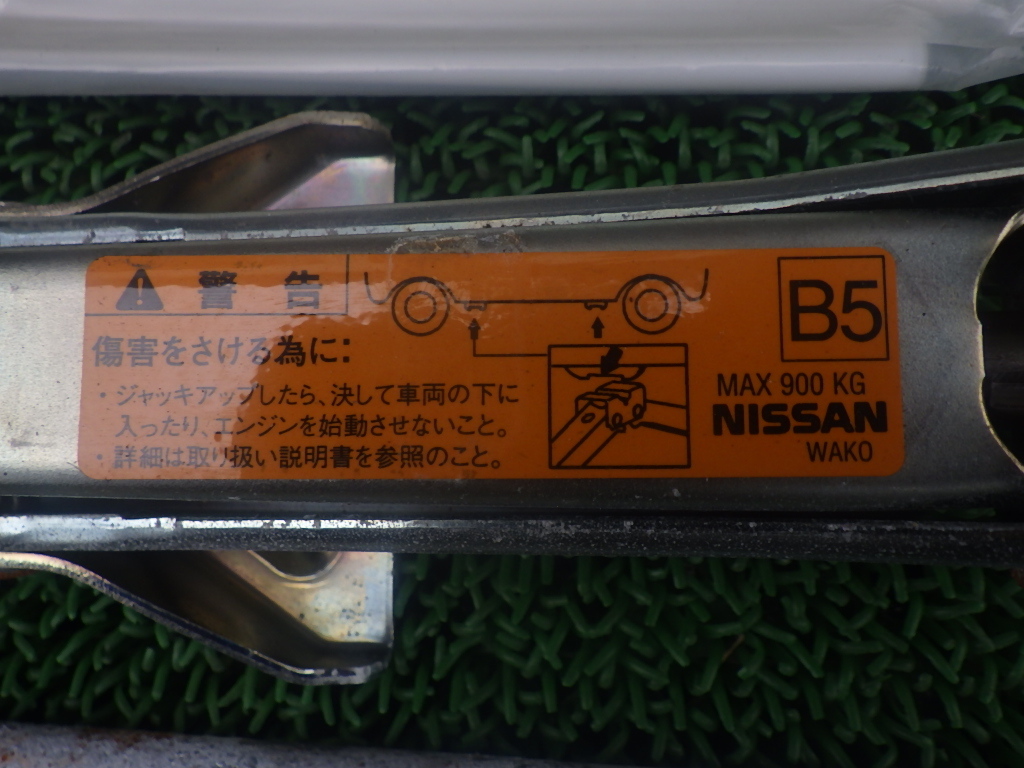 警 告
傷害をさける為に：
・ジャッキアップしたら、決して車両の下に
入ったり、エンジンを始動させないこと。
・詳細は取り扱い説明書を参照のこと。
B5
MAX 900 KG
NISSAN
WAKO